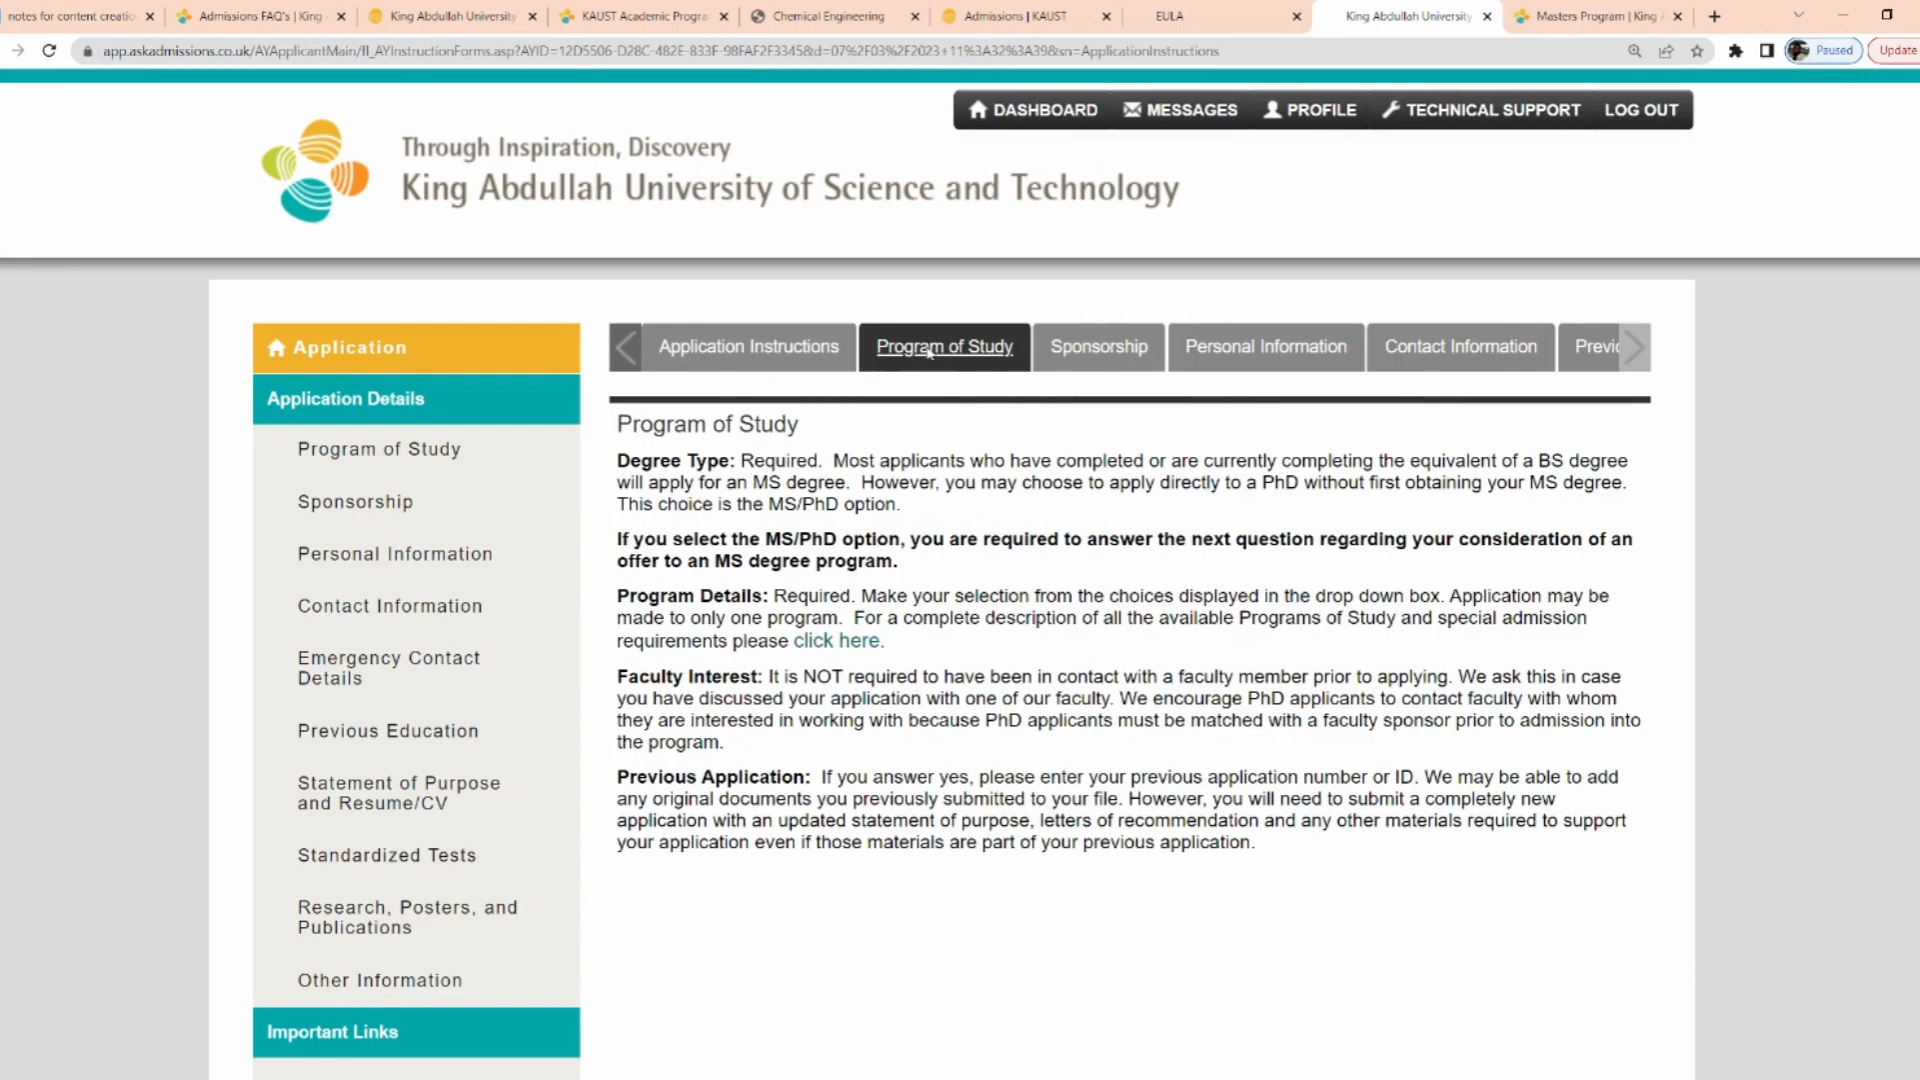 notes for content creatio
Admissions FAQ's | King
King Abdullah University
KAUST Academic Progra
Chemical Engineering
Admissions | KAUST
EULA
King Abdullah University
Masters Program | King
app.askadmissions.co.uk/AYApplicantMain/fl_AYInstructionForms.asp?AYID=12D5506-D28C-482E-833F-98FAF2F3345&td=07%2F03%2F2023+11%3A32%3A39&sn=ApplicationInstructions
Paused
Update
DASHBOARD
MESSAGES
PROFILE
TECHNICAL SUPPORT
LOG OUT
Through Inspiration, Discovery
King Abdullah University of Science and Technology
Application
Application Details
Program of Study
Sponsorship
Personal Information
Contact Information
Emergency Contact
Details
Previous Education
Statement of Purpose
and Resume/CV
Standardized Tests
Research, Posters, and
Publications
Other Information
Important Links
Application Instructions
Program of Study
Sponsorship
Personal Information
Contact Information
Previo
Program of Study
Degree Type: Required. Most applicants who have completed or are currently completing the equivalent of a BS degree
will apply for an MS degree. However, you may choose to apply directly to a PhD without first obtaining your MS degree.
This choice is the MS/PhD option.
If you select the MS/PhD option, you are required to answer the next question regarding your consideration of an
offer to an MS degree program.
Program Details: Required. Make your selection from the choices displayed in the drop down box. Application may be
made to only one program. For a complete description of all the available Programs of Study and special admission
requirements please click here.
Faculty Interest: It is NOT required to have been in contact with a faculty member prior to applying. We ask this in case
you have discussed your application with one of our faculty. We encourage PhD applicants to contact faculty with whom
they are interested in working with because PhD applicants must be matched with a faculty sponsor prior to admission into
the program.
Previous Application: If you answer yes, please enter your previous application number or ID. We may be able to add
any original documents you previously submitted to your file. However, you will need to submit a completely new
application with an updated statement of purpose, letters of recommendation and any other materials required to support
your application even if those materials are part of your previous application.